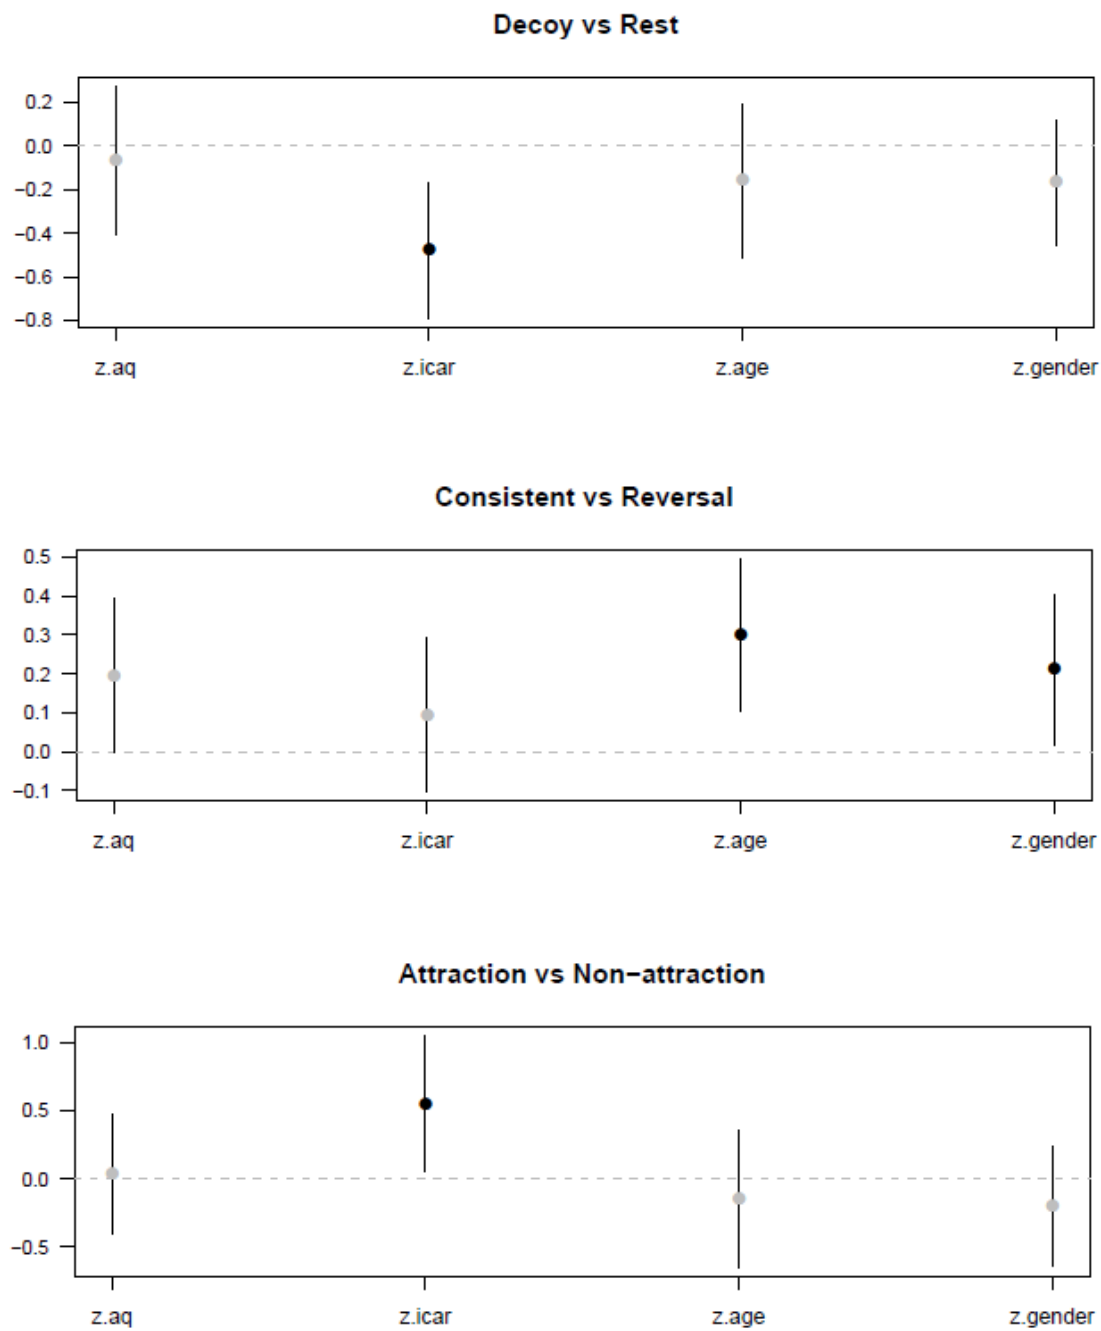 Decoy vs Rest
0.2
0.0
−0.2
−0.4
−0.6
−0.8
z.aq z.icar z.age z.gender
Consistent vs Reversal
0.5
0.4
0.3
0.2
0.1
0.0
−0.1
z.aq z.icar z.age z.gender
Attraction vs Non−attraction
1.0
0.5
0.0
−0.5
z.aq z.icar z.age z.gender